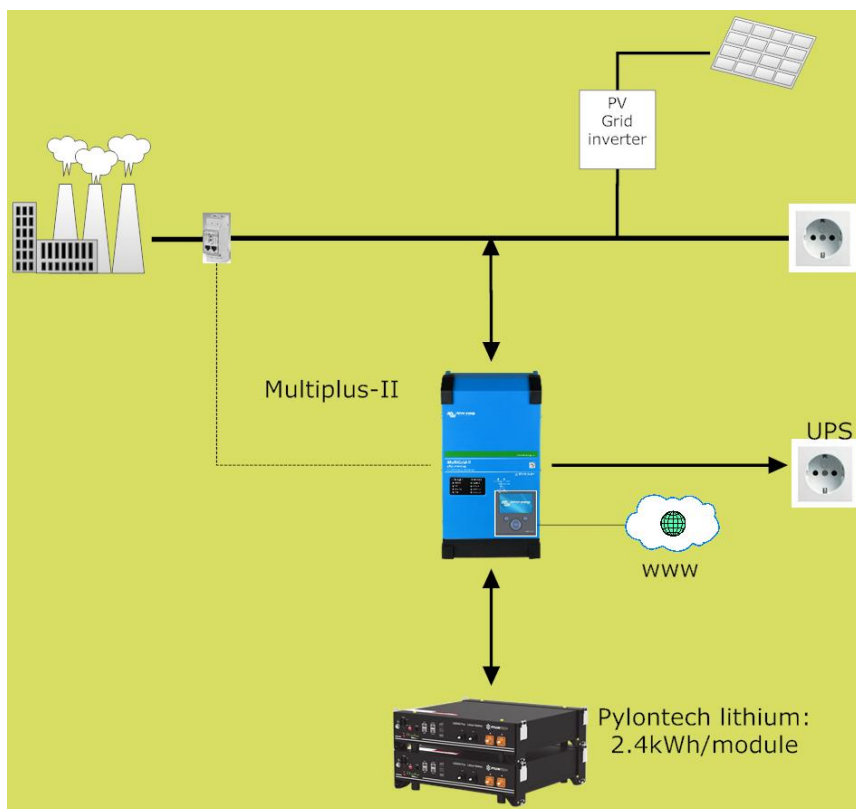 PV
Grid
inverter
Multiplus-II
UPS
www
Pylontech lithium:
2.4kWh/module